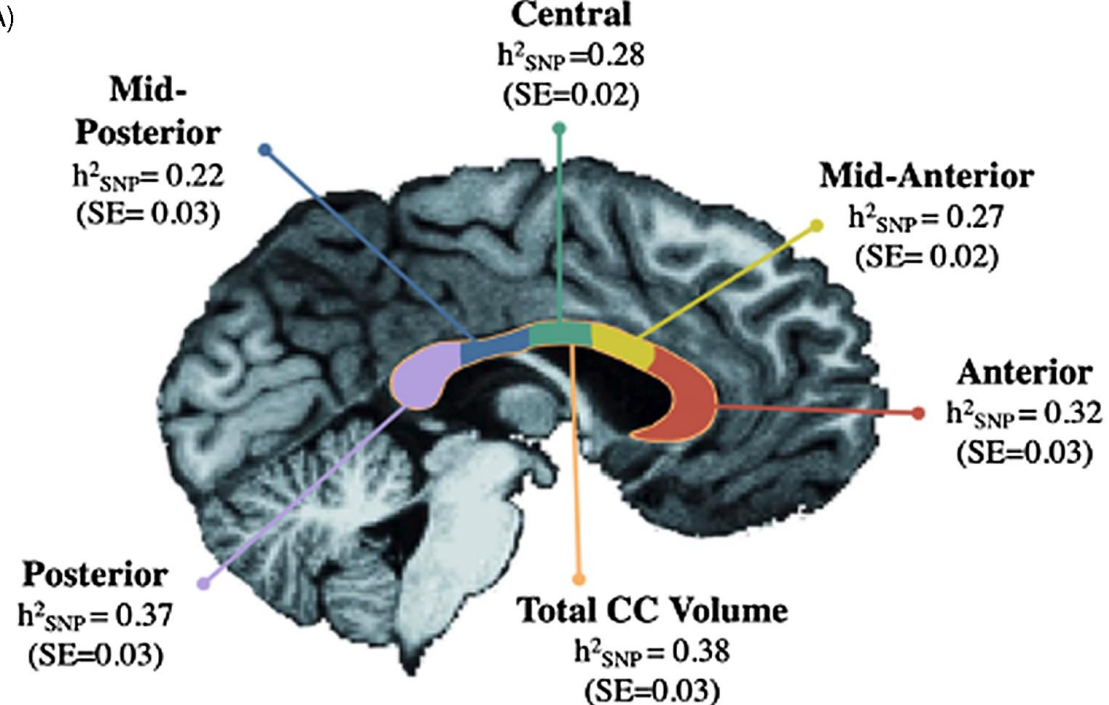 A)
Central
h²SNP=0.28
(SE=0.02)
Mid-
Posterior
h²SNP= 0.22
(SE= 0.03)
Mid-Anterior
h²SNP= 0.27
(SE= 0.02)
Anterior
h²SNP= 0.32
(SE=0.03)
Posterior
h²SNP= 0.37
(SE=0.03)
Total CC Volume
h²SNP= 0.38
(SE=0.03)